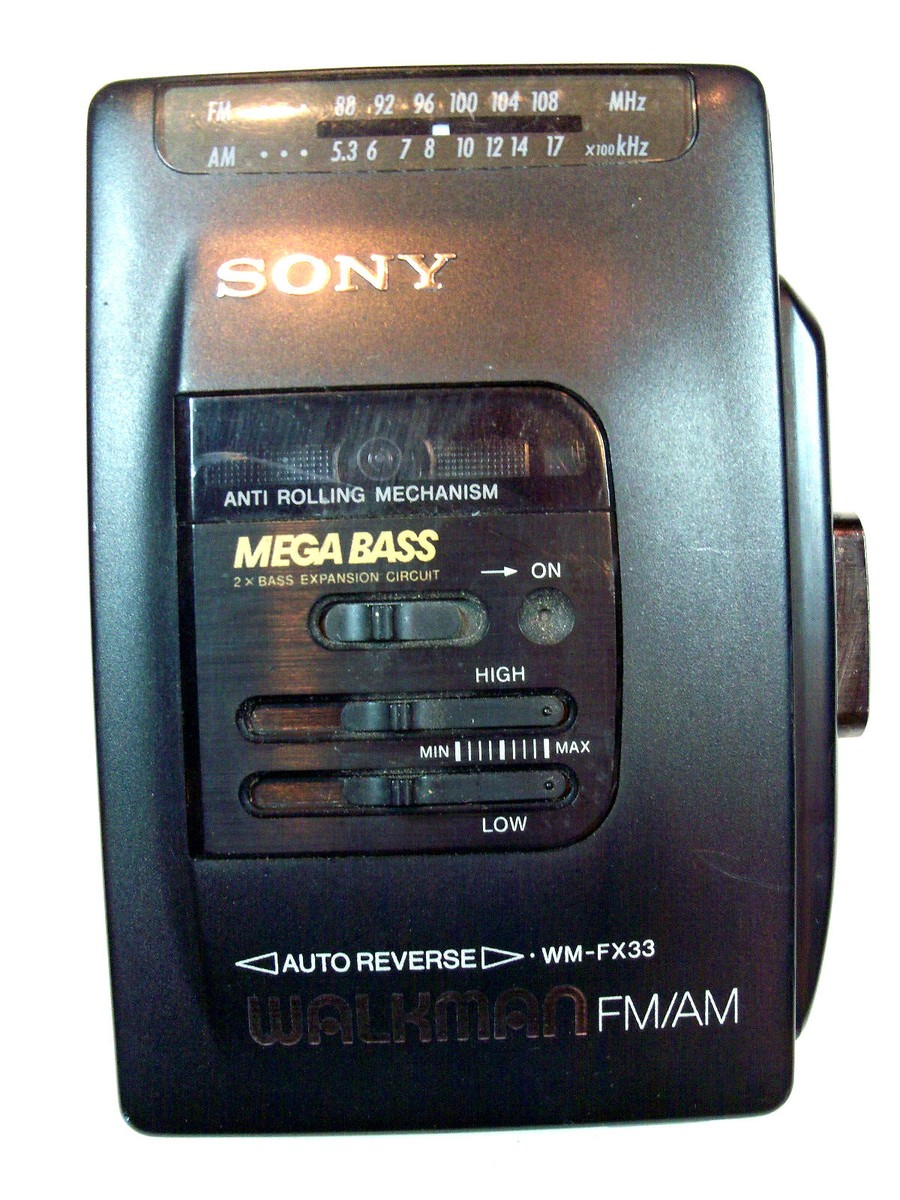 FM 88 92 96 100 104 108 MHz
AM • • • 5.3 6 7 8 10 12 14 17 x100kHz
SONY
ANTI ROLLING MECHANISM
MEGA BASS
2 × BASS EXPANSION CIRCUIT
→ ON
HIGH
MIN MAX
LOW
◁AUTO REVERSE▷ · WM-FX33
WALKMAN FM/AM